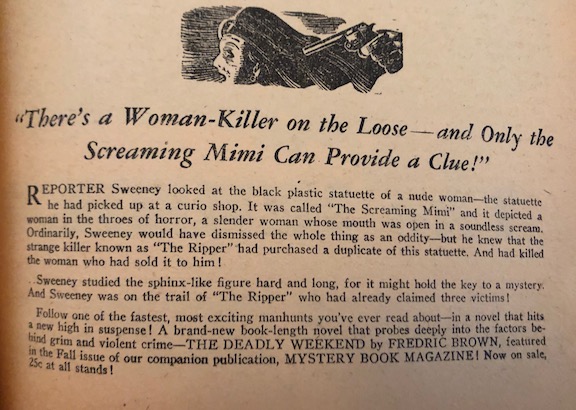 "There's a Woman-Killer on the Loose—and Only the
Screaming Mimi Can Provide a Clue!"
REPORTER Sweeney looked at the black plastic statuette of a nude woman—the statuette
he had picked up at a curio shop. It was called "The Screaming Mimi" and it depicted a
woman in the throes of horror, a slender woman whose mouth was open in a soundless scream.
Ordinarily, Sweeney would have dismissed the whole thing as an oddity—but he knew that the
strange killer known as "The Ripper" had purchased a duplicate of this statuette. And had killed
the woman who had sold it to him!
Sweeney studied the sphinx-like figure hard and long, for it might hold the key to a mystery.
And Sweeney was on the trail of "The Ripper" who had already claimed three victims!
Follow one of the fastest, most exciting manhunts you've ever read about—in a novel that hits
a new high in suspense! A brand-new book-length novel that probes deeply into the factors be-
hind grim and violent crime—THE DEADLY WEEKEND by FREDRIC BROWN, featured
in the Fall issue of our companion publication, MYSTERY BOOK MAGAZINE! Now on sale,
25c at all stands!